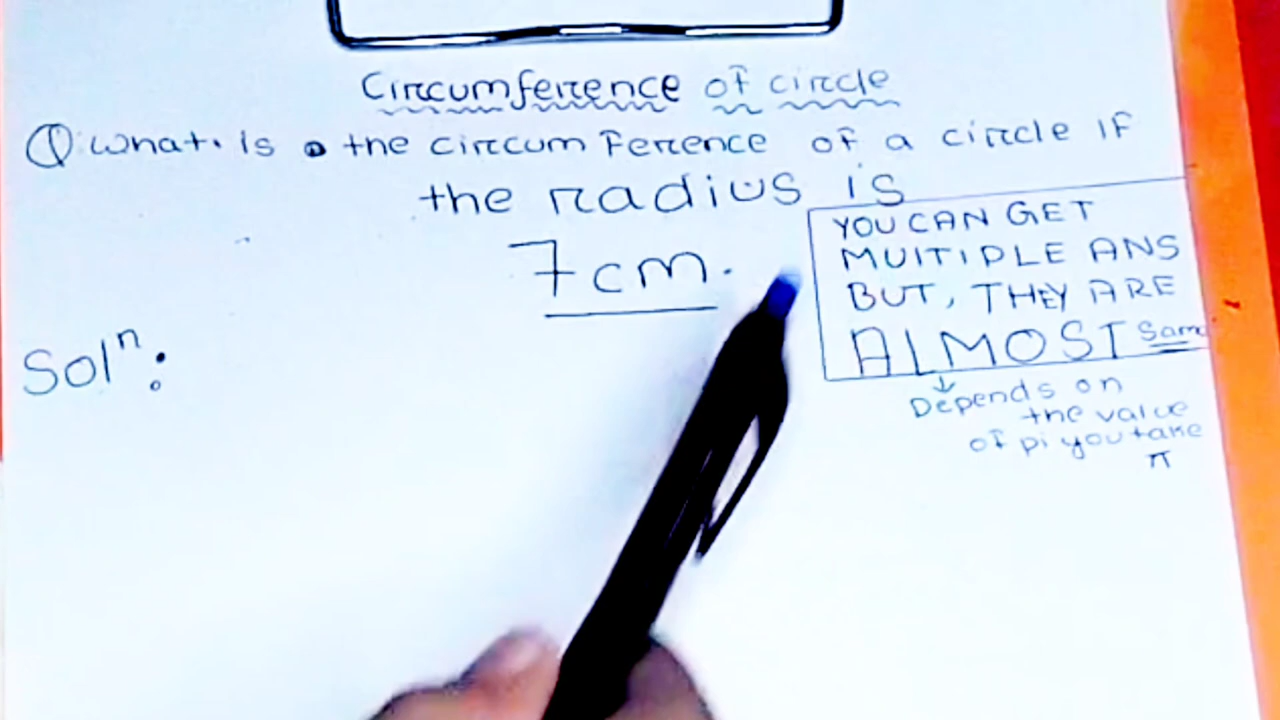 Circumference of circle
Q what. is the circumference of a circle if
the radius is
7cm.
YOU CAN GET
MUITIPLE ANS
BUT, THEY ARE
ALMOST Same
Depends on
the value
of pi you take
π
Solⁿ: